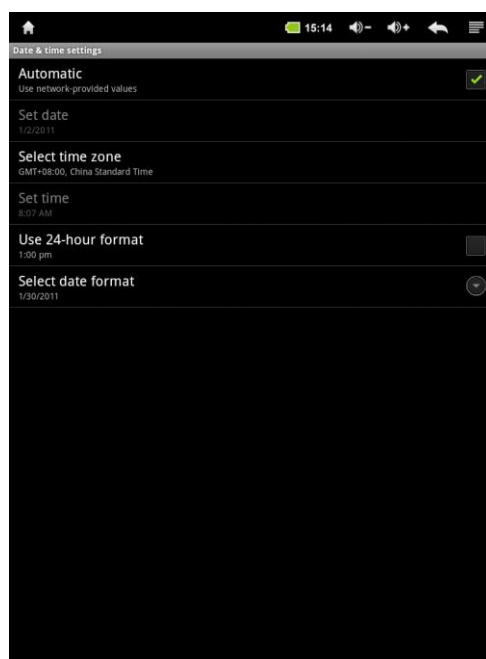 15:14
Date & time settings
Automatic
Use network-provided values
Set date
1/2/2011
Select time zone
GMT+08:00, China Standard Time
Set time
8:07 AM
Use 24-hour format
1:00 pm
Select date format
1/30/2011